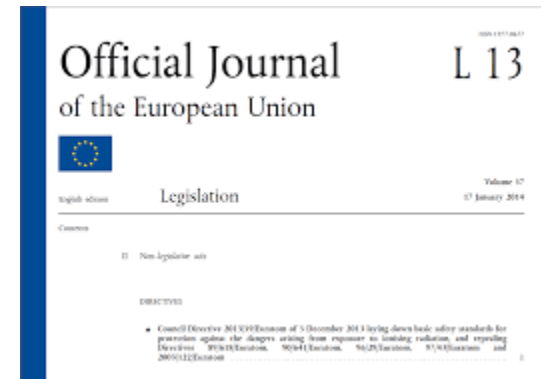 Official Journal
L 13
of the European Union
Volume 57
English edition
Legislation
17 January 2014
Contents
II Non-legislative acts
DIRECTIVES
★ Council Directive 2013/59/Euratom of 5 December 2013 laying down basic safety standards for
protection against the dangers arising from exposure to ionising radiation, and repealing
Directives 89/618/Euratom, 90/641/Euratom, 96/29/Euratom, 97/43/Euratom and
2003/122/Euratom
1